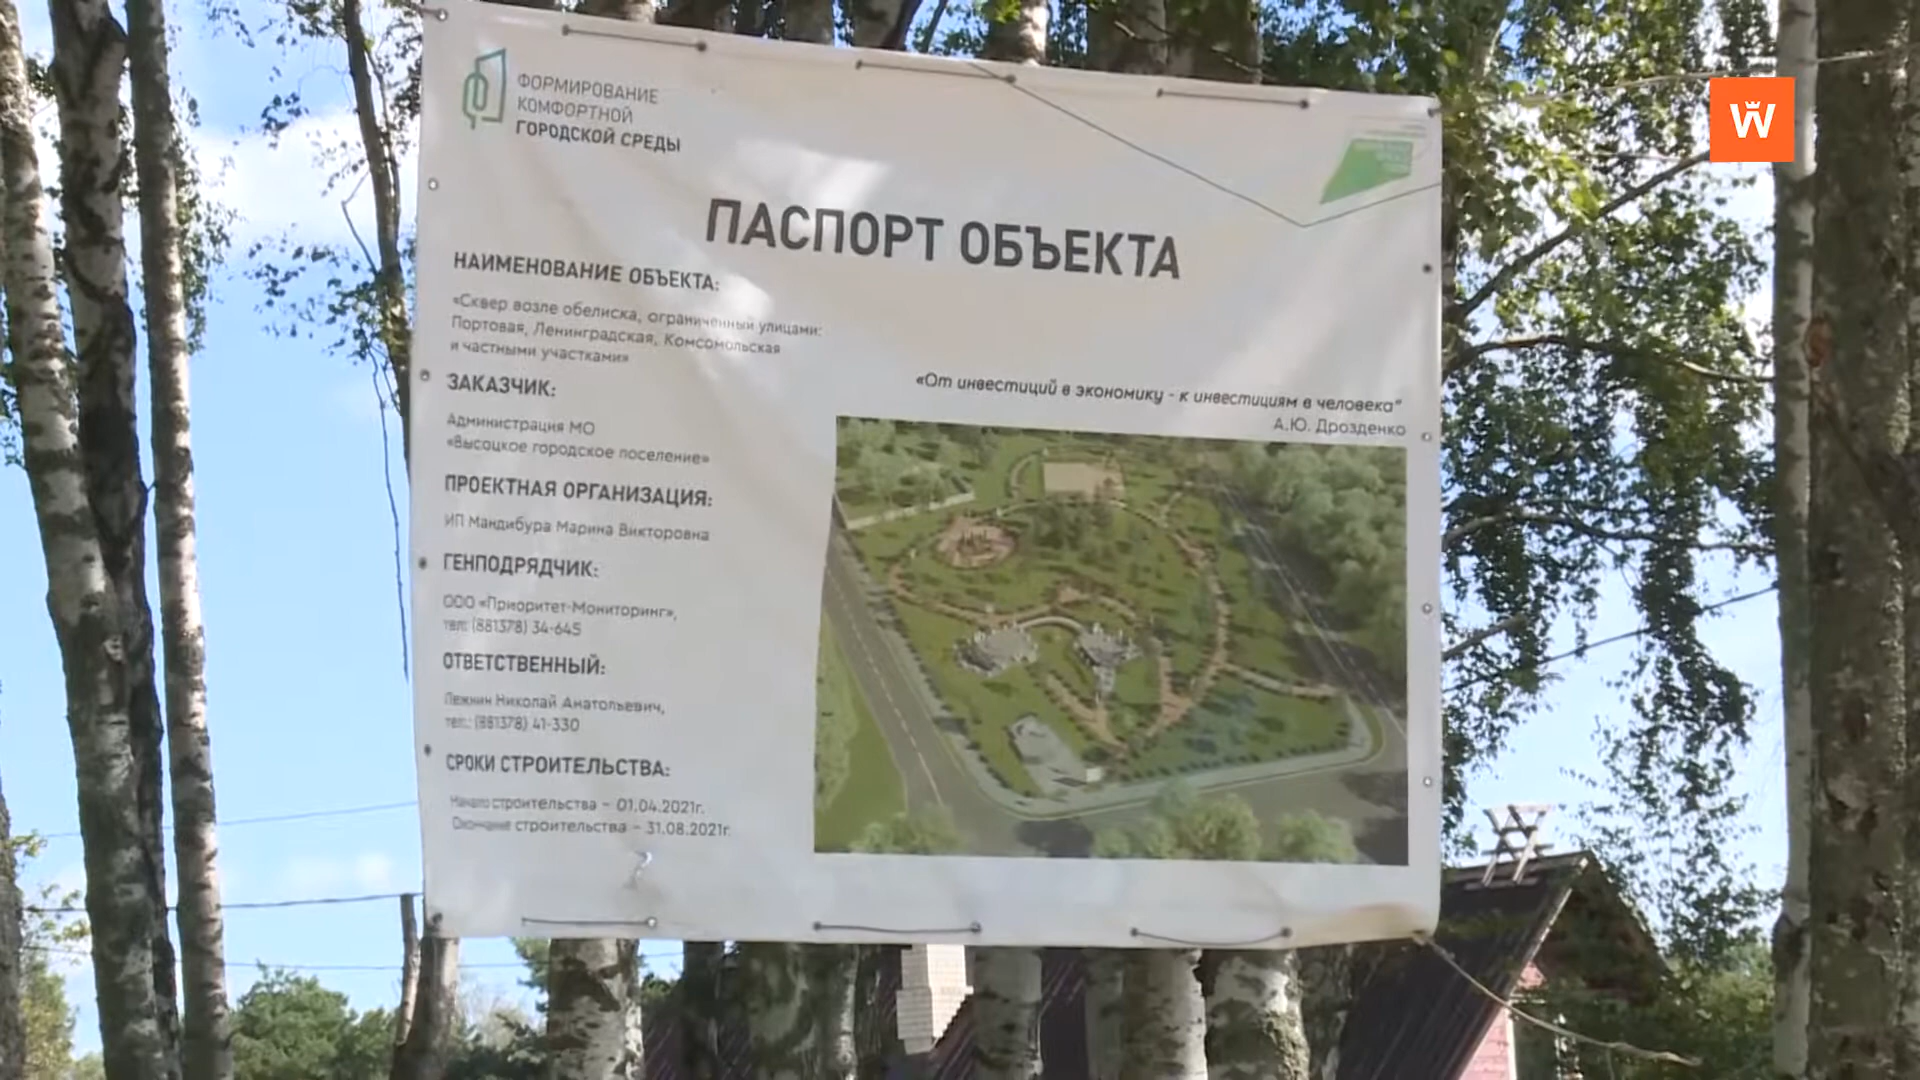 ФОРМИРОВАНИЕ
КОМФОРТНОЙ
ГОРОДСКОЙ СРЕДЫ
W
ПАСПОРТ ОБЪЕКТА
НАИМЕНОВАНИЕ ОБЪЕКТА:
«Сквер возле обелиска, ограниченный улицами:
Портовая, Ленинградская, Комсомольская
и частными участками»
ЗАКАЗЧИК:
Администрация МО
«Высоцкое городское поселение»
ПРОЕКТНАЯ ОРГАНИЗАЦИЯ:
ИП Мандибура Марина Викторовна
ГЕНПОДРЯДЧИК:
ООО «Приоритет-Мониторинг»,
тел: (881378) 34-645
ОТВЕТСТВЕННЫЙ:
Лежнин Николай Анатольевич,
тел.: (881378) 41-330
СРОКИ СТРОИТЕЛЬСТВА:
Начало строительства – 01.04.2021г.
Окончание строительства – 31.08.2021г.
«От инвестиций в экономику - к инвестициям в человека"
А.Ю. Дрозденко